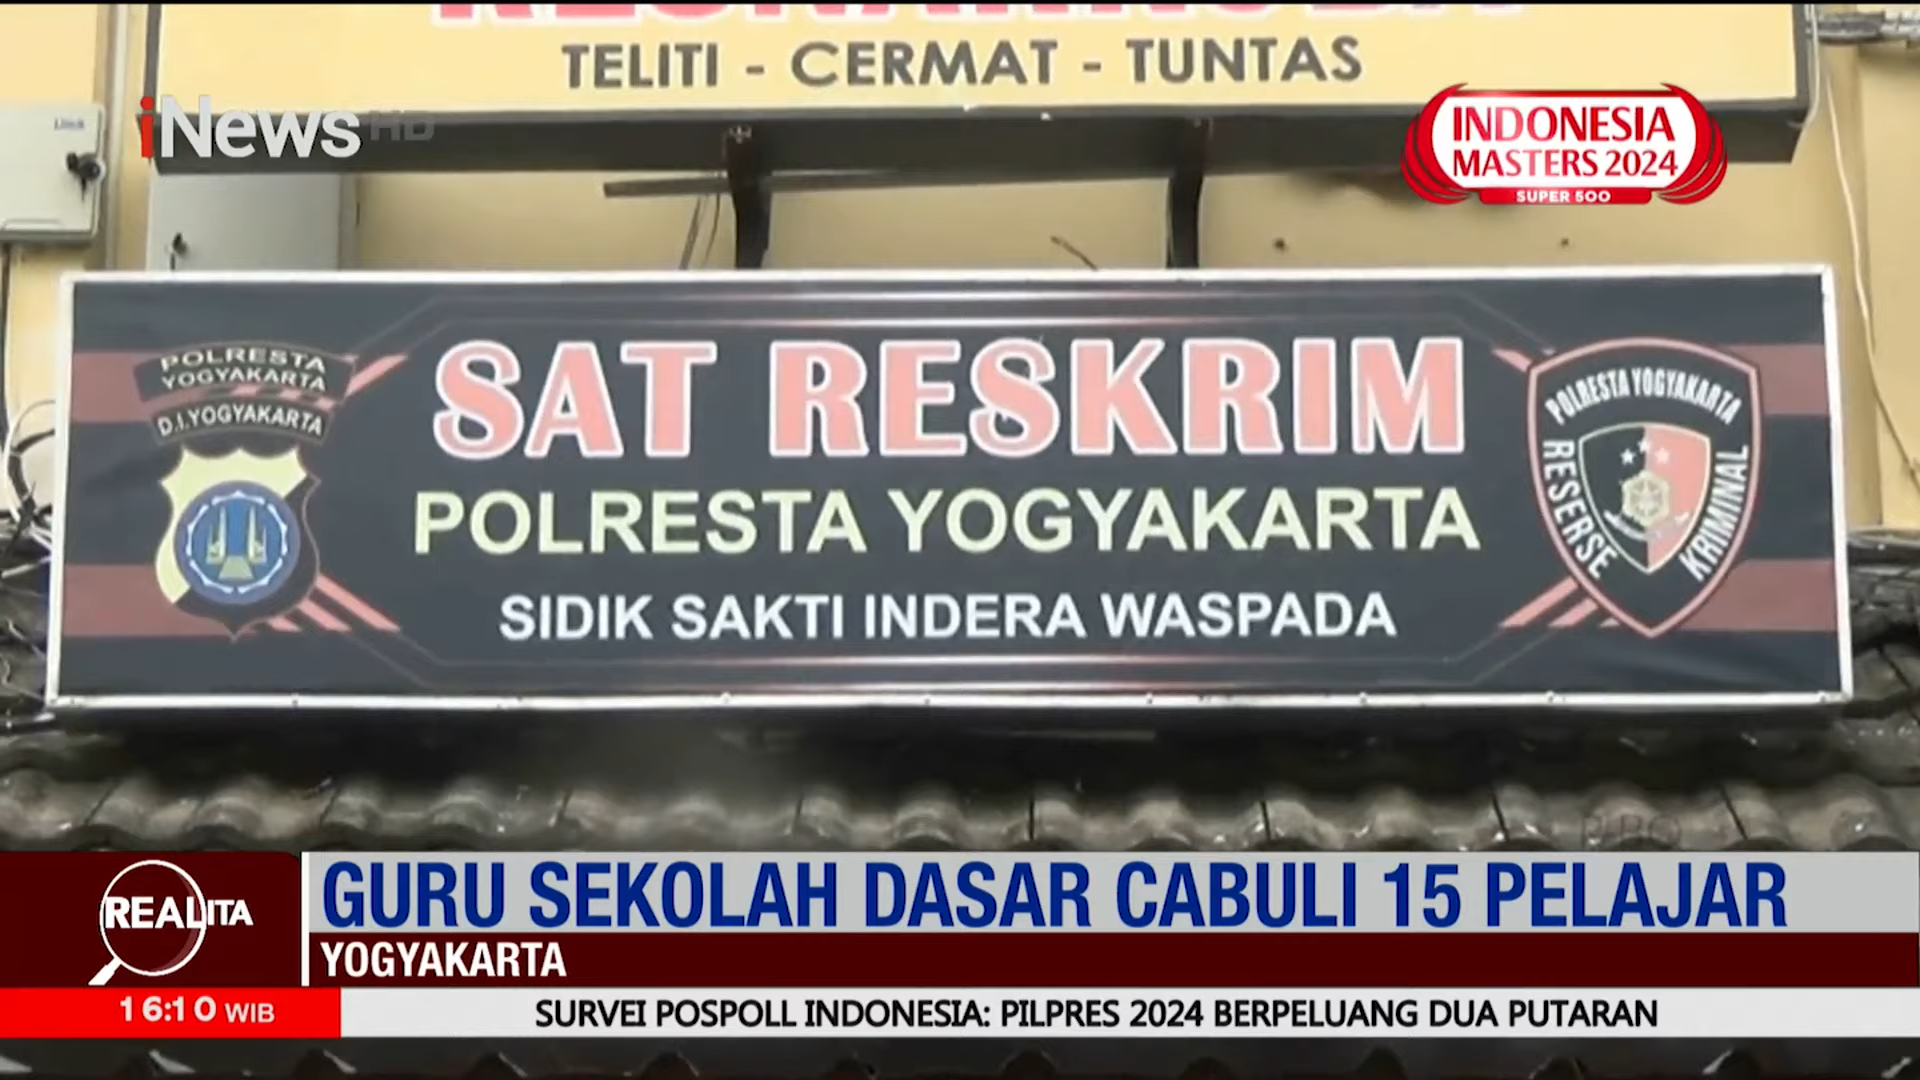 TELITI - CERMAT - TUNTAS
iNews HD
INDONESIA
MASTERS 2024
SUPER 500
POLRESTA
YOGYAKARTA
D.I.YOGYAKARTA
SAT RESKRIM
POLRESTA YOGYAKARTA
SIDIK SAKTI INDERA WASPADA
POLRESTA YOGYAKARTA
RESERSE
KRIMINAL
REALITA
GURU SEKOLAH DASAR CABULI 15 PELAJAR
YOGYAKARTA
16:10 WIB
SURVEI POSPOLL INDONESIA: PILPRES 2024 BERPELUANG DUA PUTARAN